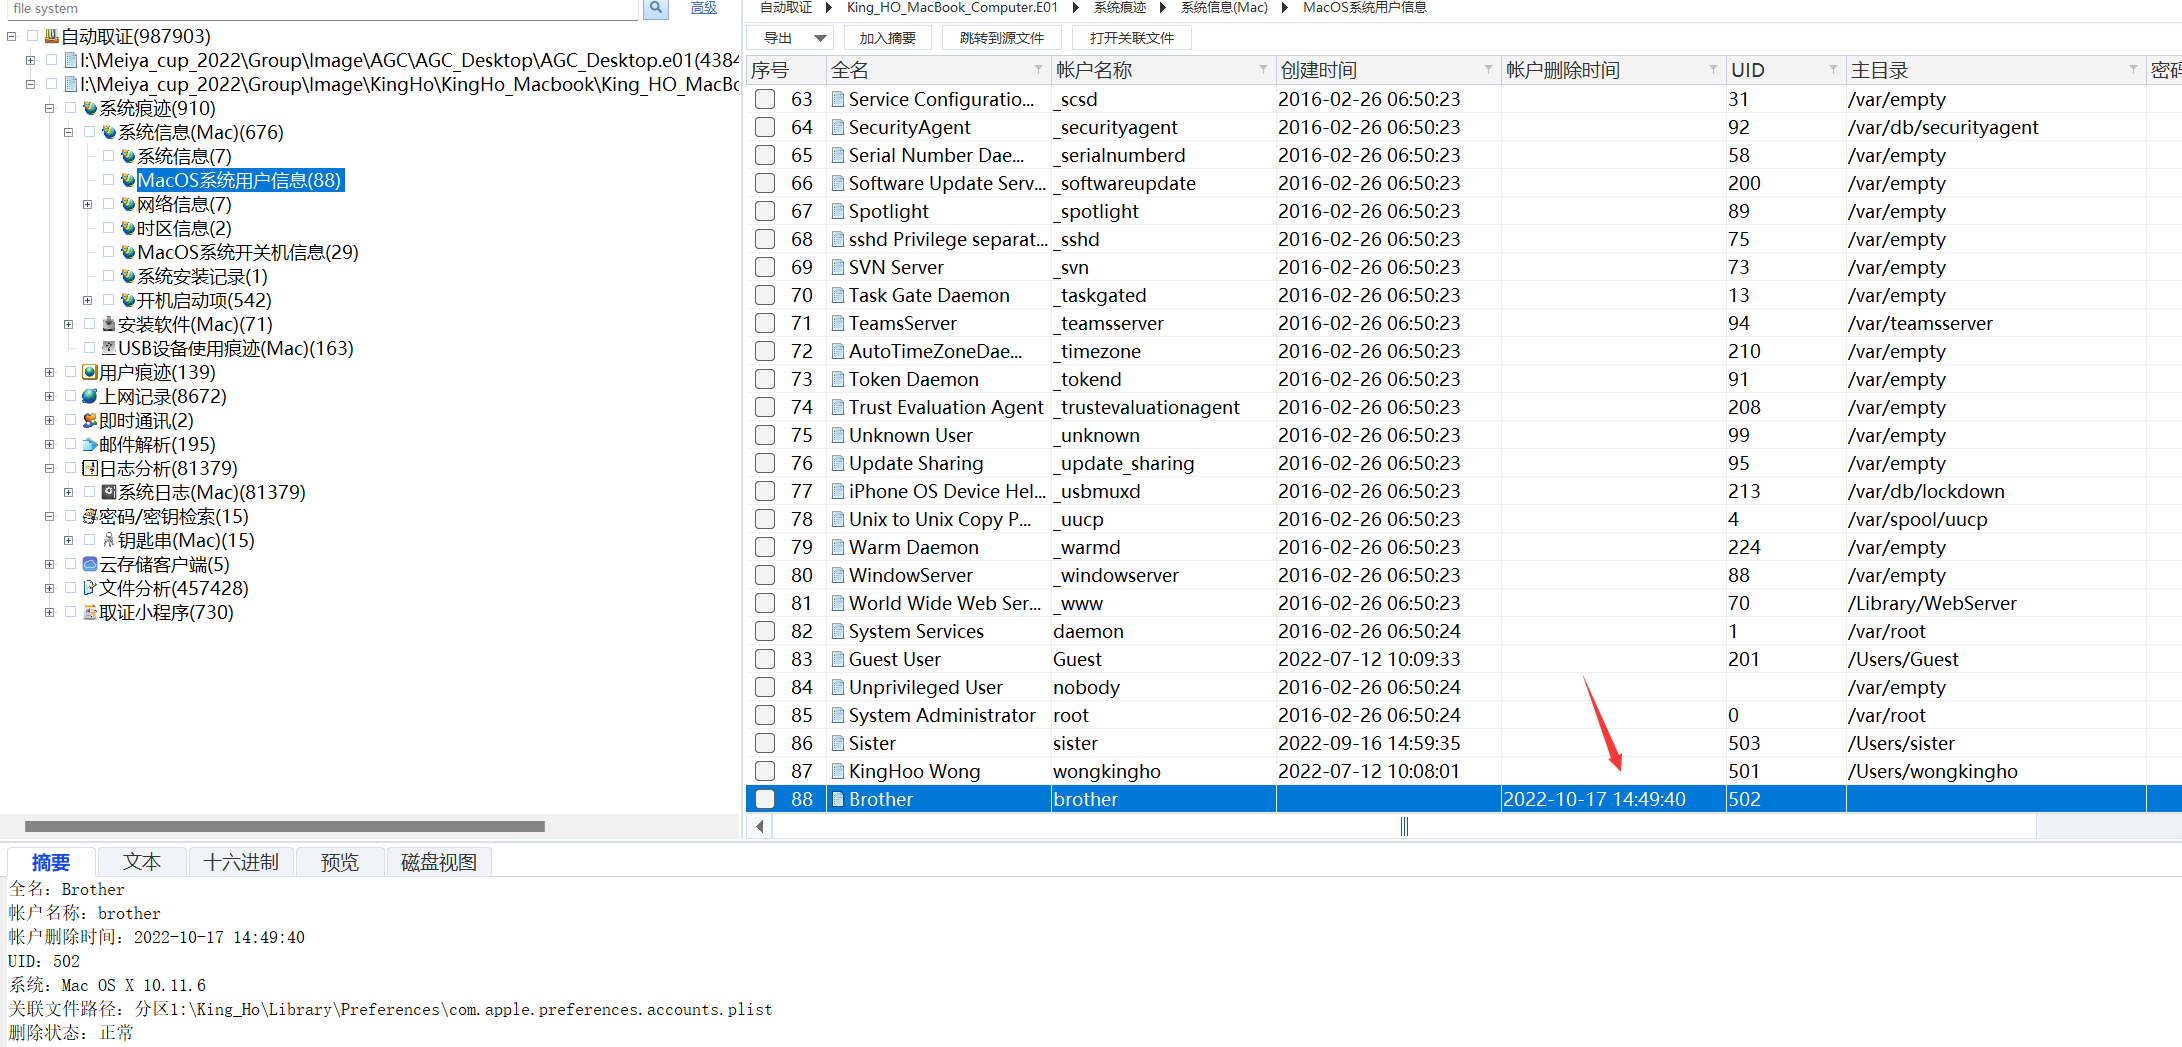 file system
高级
自动取证(987903)
I:\Meiya_cup_2022\Group\Image\AGC\AGC_Desktop\AGC_Desktop.e01(4384
I:\Meiya_cup_2022\Group\Image\KingHo\KingHo_Macbook\King_HO_MacBo
系统痕迹(910)
系统信息(Mac)(676)
系统信息(7)
MacOS系统用户信息(88)
网络信息(7)
时区信息(2)
MacOS系统开关机信息(29)
系统安装记录(1)
开机启动项(542)
安装软件(Mac)(71)
USB设备使用痕迹(Mac)(163)
用户痕迹(139)
上网记录(8672)
即时通讯(2)
邮件解析(195)
日志分析(81379)
系统日志(Mac)(81379)
密码/密钥检索(15)
钥匙串(Mac)(15)
云存储客户端(5)
文件分析(457428)
取证小程序(730)
自动取证 King_HO_MacBook_Computer.E01 系统痕迹 系统信息(Mac) MacOS系统用户信息
导出 加入摘要 跳转到源文件 打开关联文件
序号 全名 帐户名称 创建时间 帐户删除时间 UID 主目录 密码
63 Service Configuratio... _scsd 2016-02-26 06:50:23 31 /var/empty
64 SecurityAgent _securityagent 2016-02-26 06:50:23 92 /var/db/securityagent
65 Serial Number Dae... _serialnumberd 2016-02-26 06:50:23 58 /var/empty
66 Software Update Serv... _softwareupdate 2016-02-26 06:50:23 200 /var/empty
67 Spotlight _spotlight 2016-02-26 06:50:23 89 /var/empty
68 sshd Privilege separat... _sshd 2016-02-26 06:50:23 75 /var/empty
69 SVN Server _svn 2016-02-26 06:50:23 73 /var/empty
70 Task Gate Daemon _taskgated 2016-02-26 06:50:23 13 /var/empty
71 TeamsServer _teamsserver 2016-02-26 06:50:23 94 /var/teamsserver
72 AutoTimeZoneDae... _timezone 2016-02-26 06:50:23 210 /var/empty
73 Token Daemon _tokend 2016-02-26 06:50:23 91 /var/empty
74 Trust Evaluation Agent _trustevaluationagent 2016-02-26 06:50:23 208 /var/empty
75 Unknown User _unknown 2016-02-26 06:50:23 99 /var/empty
76 Update Sharing _update_sharing 2016-02-26 06:50:23 95 /var/empty
77 iPhone OS Device Hel... _usbmuxd 2016-02-26 06:50:23 213 /var/db/lockdown
78 Unix to Unix Copy P... _uucp 2016-02-26 06:50:23 4 /var/spool/uucp
79 Warm Daemon _warmd 2016-02-26 06:50:23 224 /var/empty
80 WindowServer _windowserver 2016-02-26 06:50:23 88 /var/empty
81 World Wide Web Ser... _www 2016-02-26 06:50:23 70 /Library/WebServer
82 System Services daemon 2016-02-26 06:50:24 1 /var/root
83 Guest User Guest 2022-07-12 10:09:33 201 /Users/Guest
84 Unprivileged User nobody 2016-02-26 06:50:24 /var/empty
85 System Administrator root 2016-02-26 06:50:24 0 /var/root
86 Sister sister 2022-09-16 14:59:35 503 /Users/sister
87 KingHoo Wong wongkingho 2022-07-12 10:08:01 501 /Users/wongkingho
88 Brother brother 2022-10-17 14:49:40 502
摘要 文本 十六进制 预览 磁盘视图
全名: Brother
帐户名称: brother
帐户删除时间: 2022-10-17 14:49:40
UID: 502
系统: Mac OS X 10.11.6
关联文件路径: 分区1:\King_Ho\Library\Preferences\com.apple.preferences.accounts.plist
删除状态: 正常